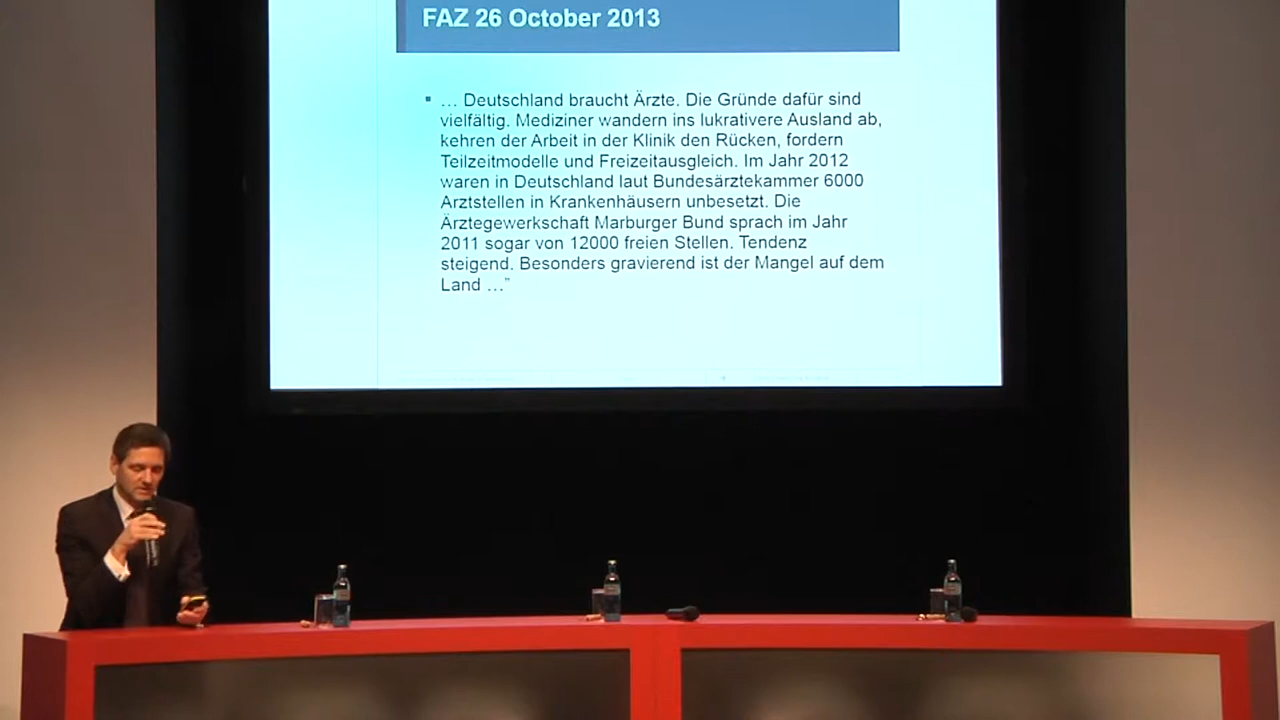 FAZ 26 October 2013
… Deutschland braucht Ärzte. Die Gründe dafür sind
vielfältig. Mediziner wandern ins lukrativere Ausland ab,
kehren der Arbeit in der Klinik den Rücken, fordern
Teilzeitmodelle und Freizeitausgleich. Im Jahr 2012
waren in Deutschland laut Bundesärztekammer 6000
Arztstellen in Krankenhäusern unbesetzt. Die
Ärztegewerkschaft Marburger Bund sprach im Jahr
2011 sogar von 12000 freien Stellen. Tendenz
steigend. Besonders gravierend ist der Mangel auf dem
Land …”